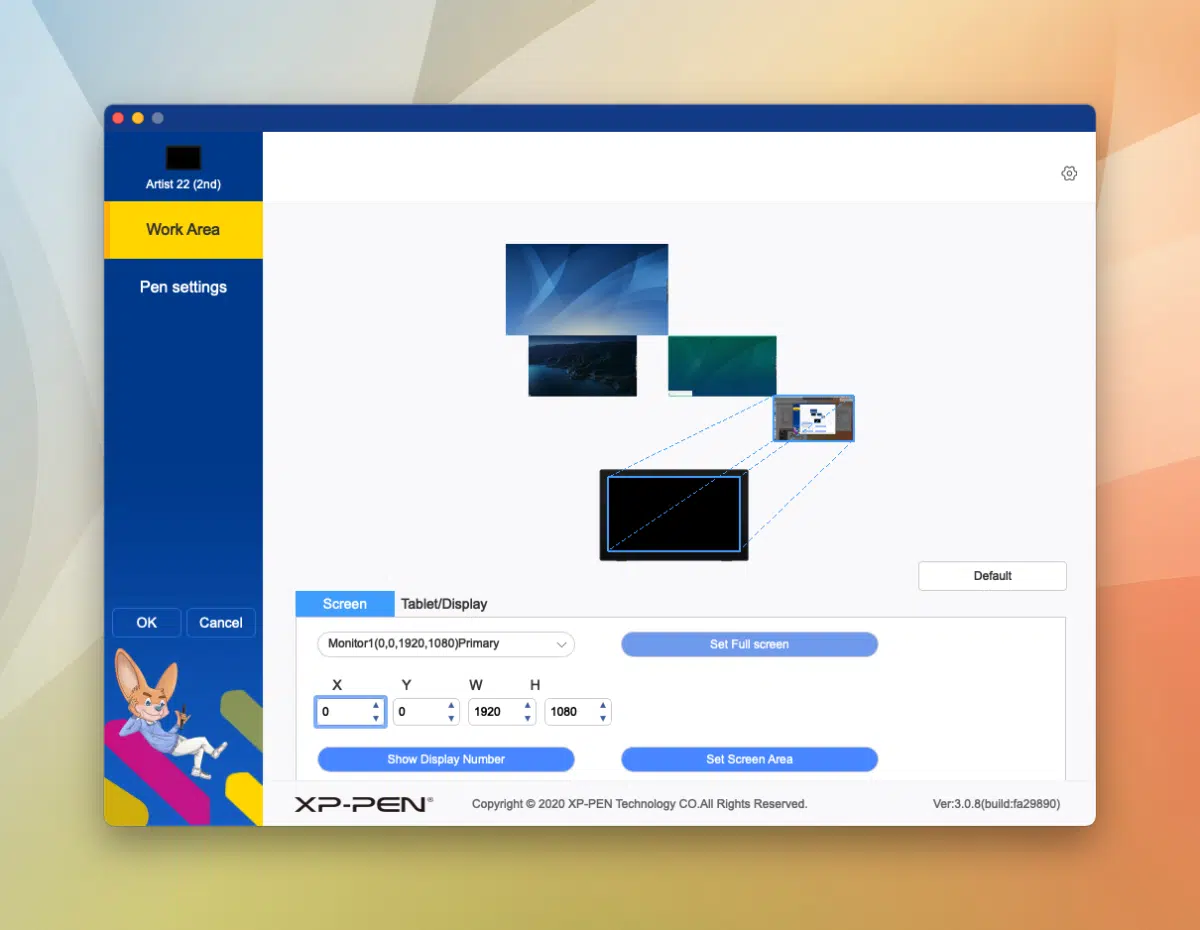 Artist 22 (2nd)
Work Area
Pen settings
OK
Cancel
Default
Screen
Tablet/Display
Monitor1(0,0,1920,1080)Primary
Set Full screen
X Y W H
0 0 1920 1080
Show Display Number
Set Screen Area
XP-PEN®
Copyright © 2020 XP-PEN Technology CO.All Rights Reserved.
Ver:3.0.8(build:fa29890)